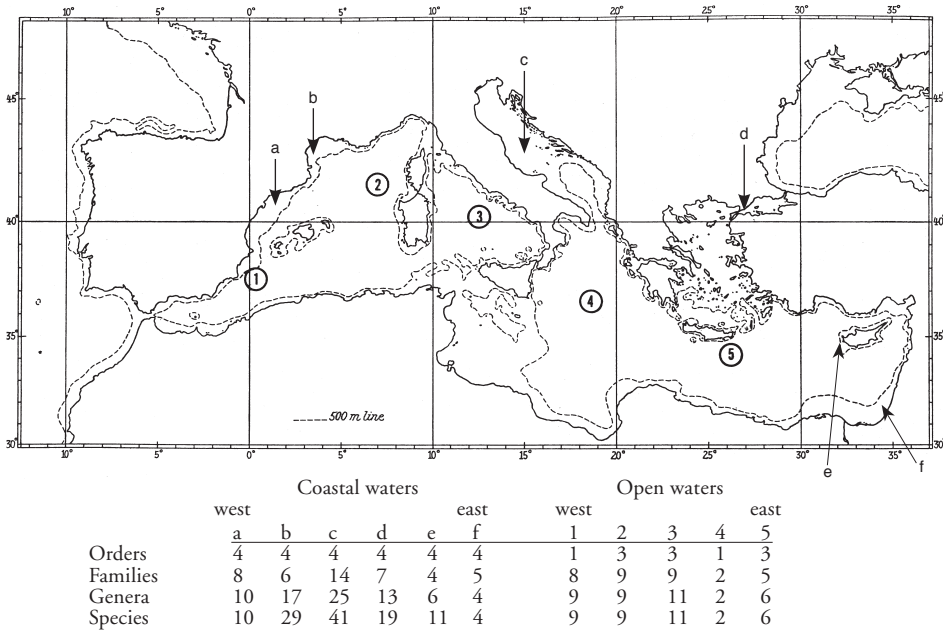 10° 5° 0° 5° 10° 15° 20° 25° 30° 35°
c
b
d
a
45° 45°
2
40° 3 40°
1
4
35° 5 35°
500 m line
30° 30°
10° 5° 0° 5° 10° 15° 20° 25° 30° 35°
e f
Coastal waters Open waters
west east west east
a b c d e f 1 2 3 4 5
Orders 4 4 4 4 4 4 1 3 3 1 3
Families 8 6 14 7 4 5 8 9 9 2 5
Genera 10 17 25 13 6 4 9 9 11 2 6
Species 10 29 41 19 11 4 9 9 11 2 6